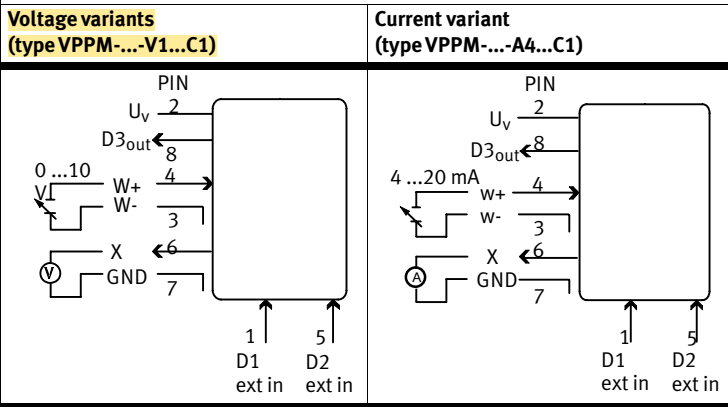 Voltage variants
(type VPPM-...-V1...C1)
PIN
Uv 2
D3out 8
0 ...10 V
W+ 4
W- 3
X 6
V
GND 7
1 5
D1 D2
ext in ext in
Current variant
(type VPPM-...-A4...C1)
PIN
Uv 2
D3out 8
4 ...20 mA
w+ 4
w- 3
X 6
A
GND 7
1 5
D1 D2
ext in ext in